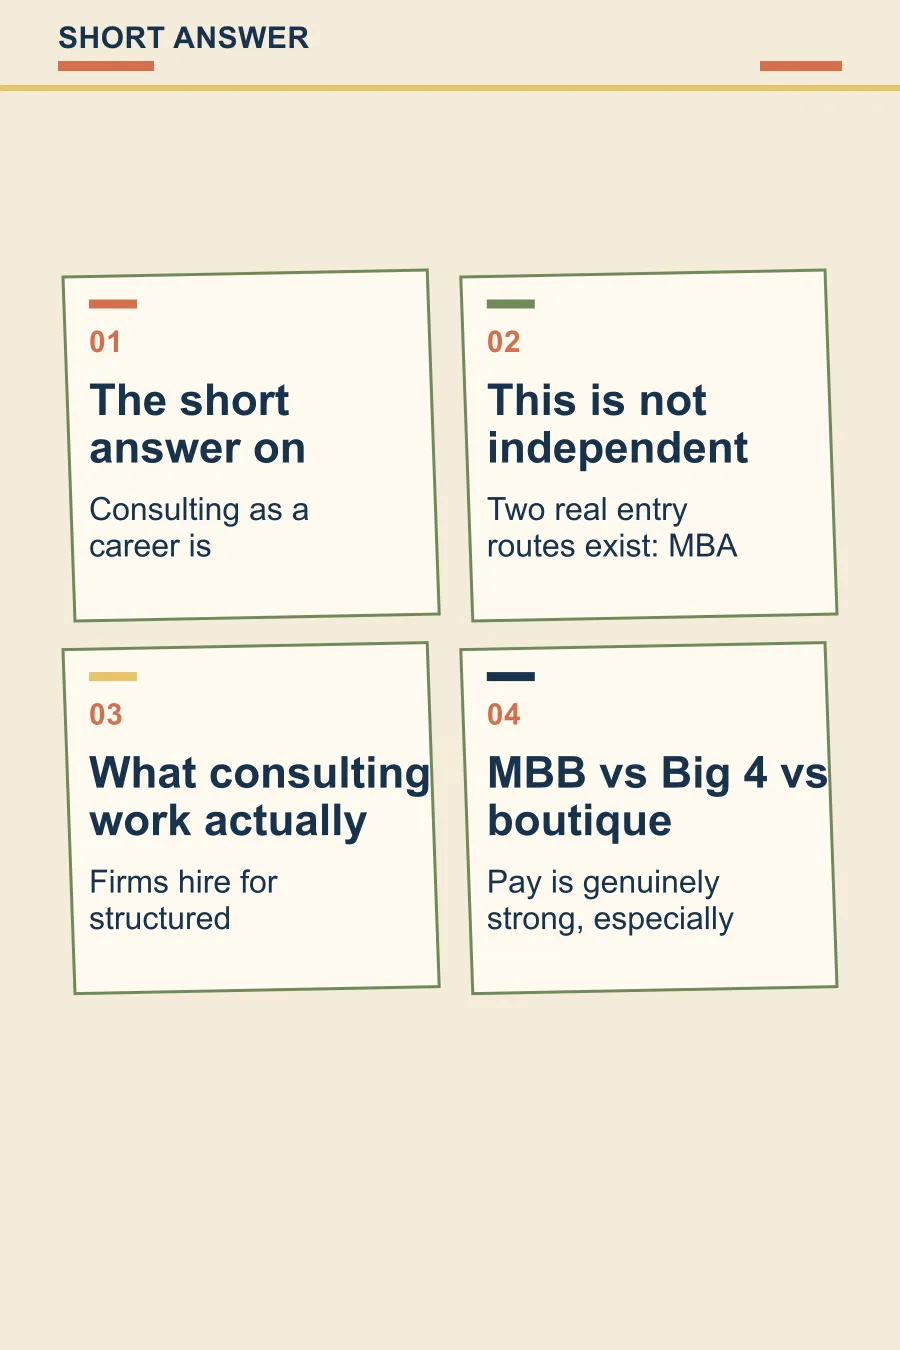 SHORT ANSWER
01
The short
answer on
Consulting as a
career is
02
This is not
independent
Two real entry
routes exist: MBA
03
What consulting
work actually
Firms hire for
structured
04
MBB vs Big 4 vs
boutique
Pay is genuinely
strong, especially